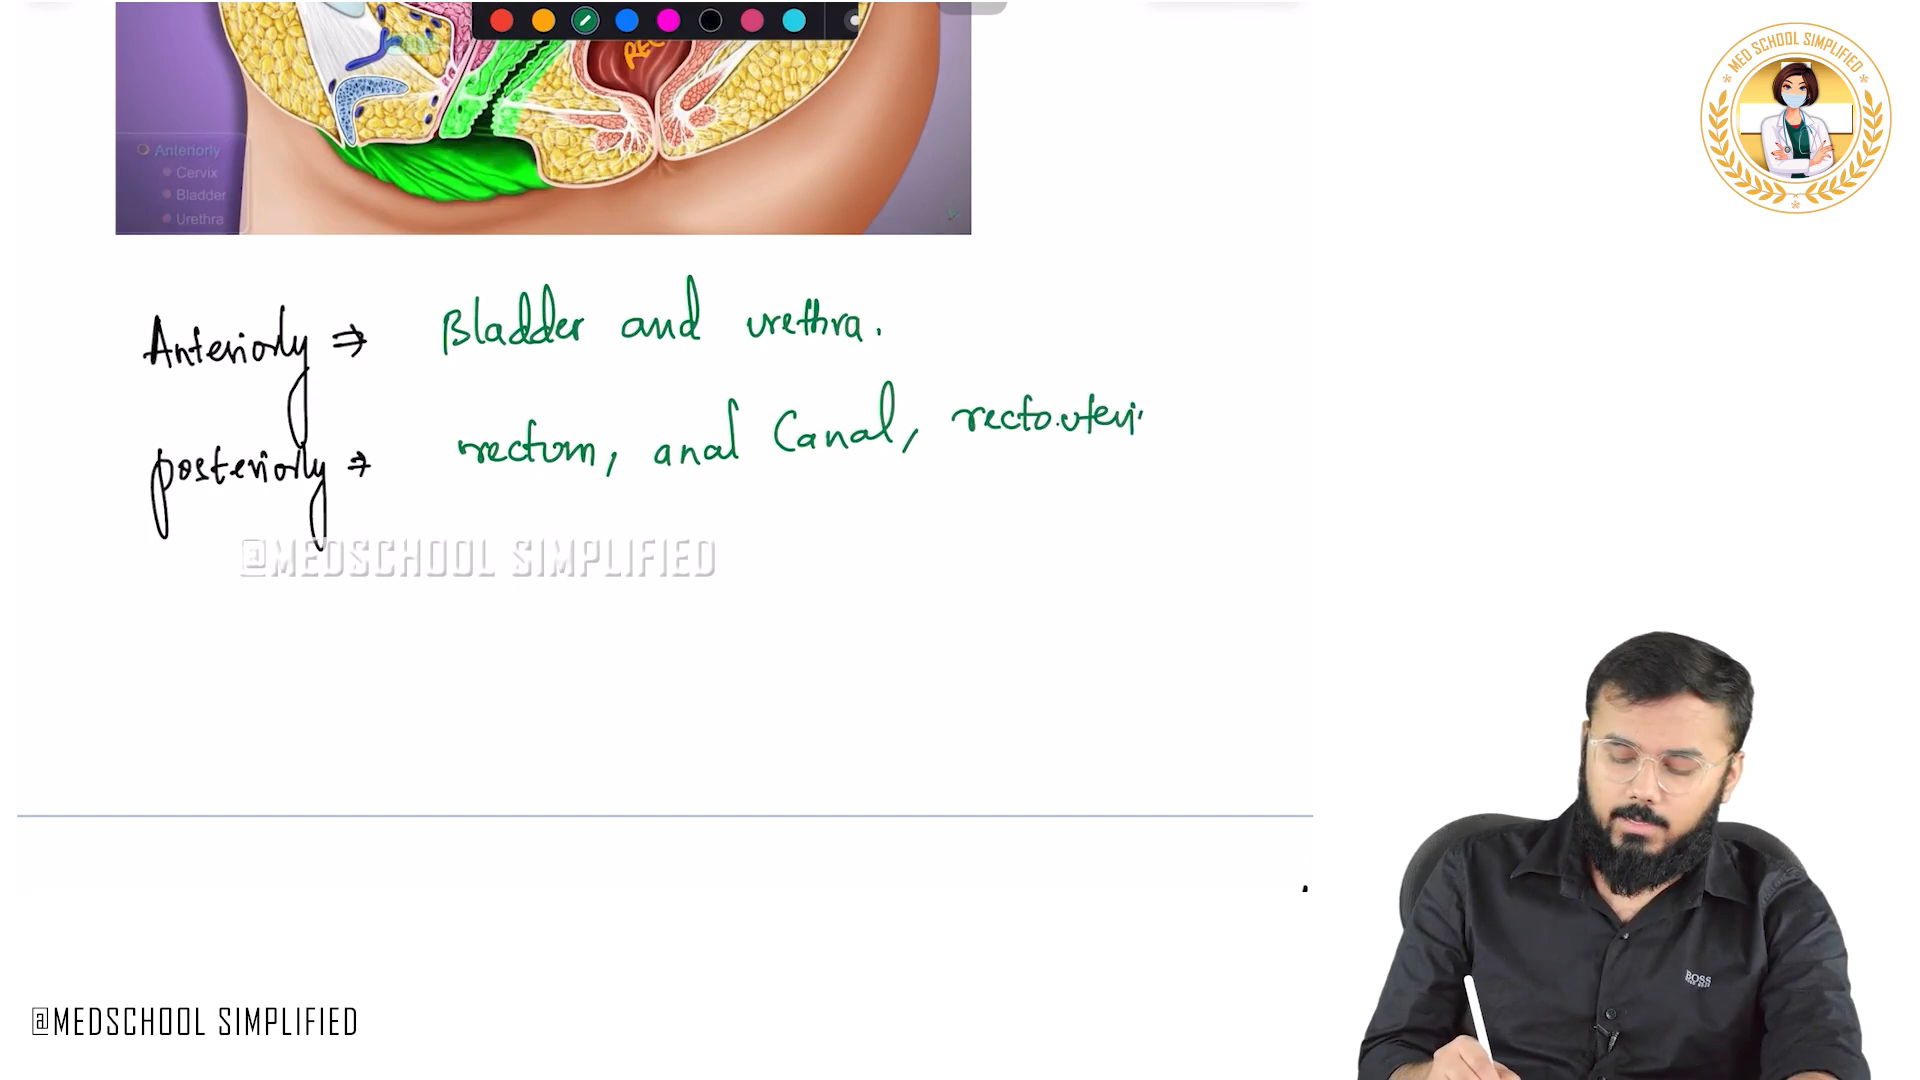 MED SCHOOL SIMPLIFIED
Anteriorly
Cervix
Bladder
Urethra
Anteriorly ⇒ Bladder and urethra.
posteriorly ⇒ rectum, anal Canal, recto.uteri
@MEDSCHOOL SIMPLIFIED
BOSS
@MEDSCHOOL SIMPLIFIED